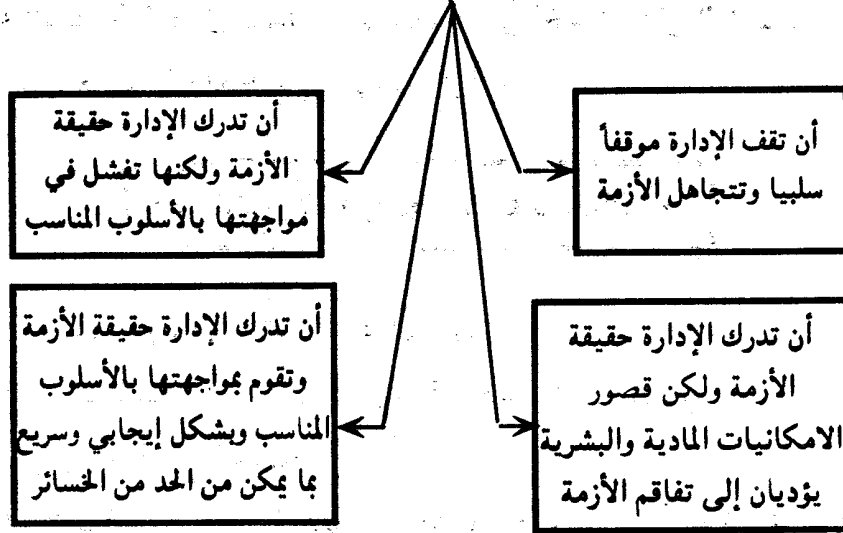 أن تقف الإدارة موقفاً
سلبيا وتتجاهل الأزمة
أن تدرك الإدارة حقيقة
الأزمة ولكنها تفشل في
مواجهتها بالأسلوب المناسب
أن تدرك الإدارة حقيقة
الأزمة ولكن قصور
الامكانيات المادية والبشرية
يؤديان إلى تفاقم الأزمة
أن تدرك الإدارة حقيقة الأزمة
وتقوم بمواجهتها بالأسلوب
المناسب وبشكل إيجابي وسريع
بما يمكن من الحد من الخسائر